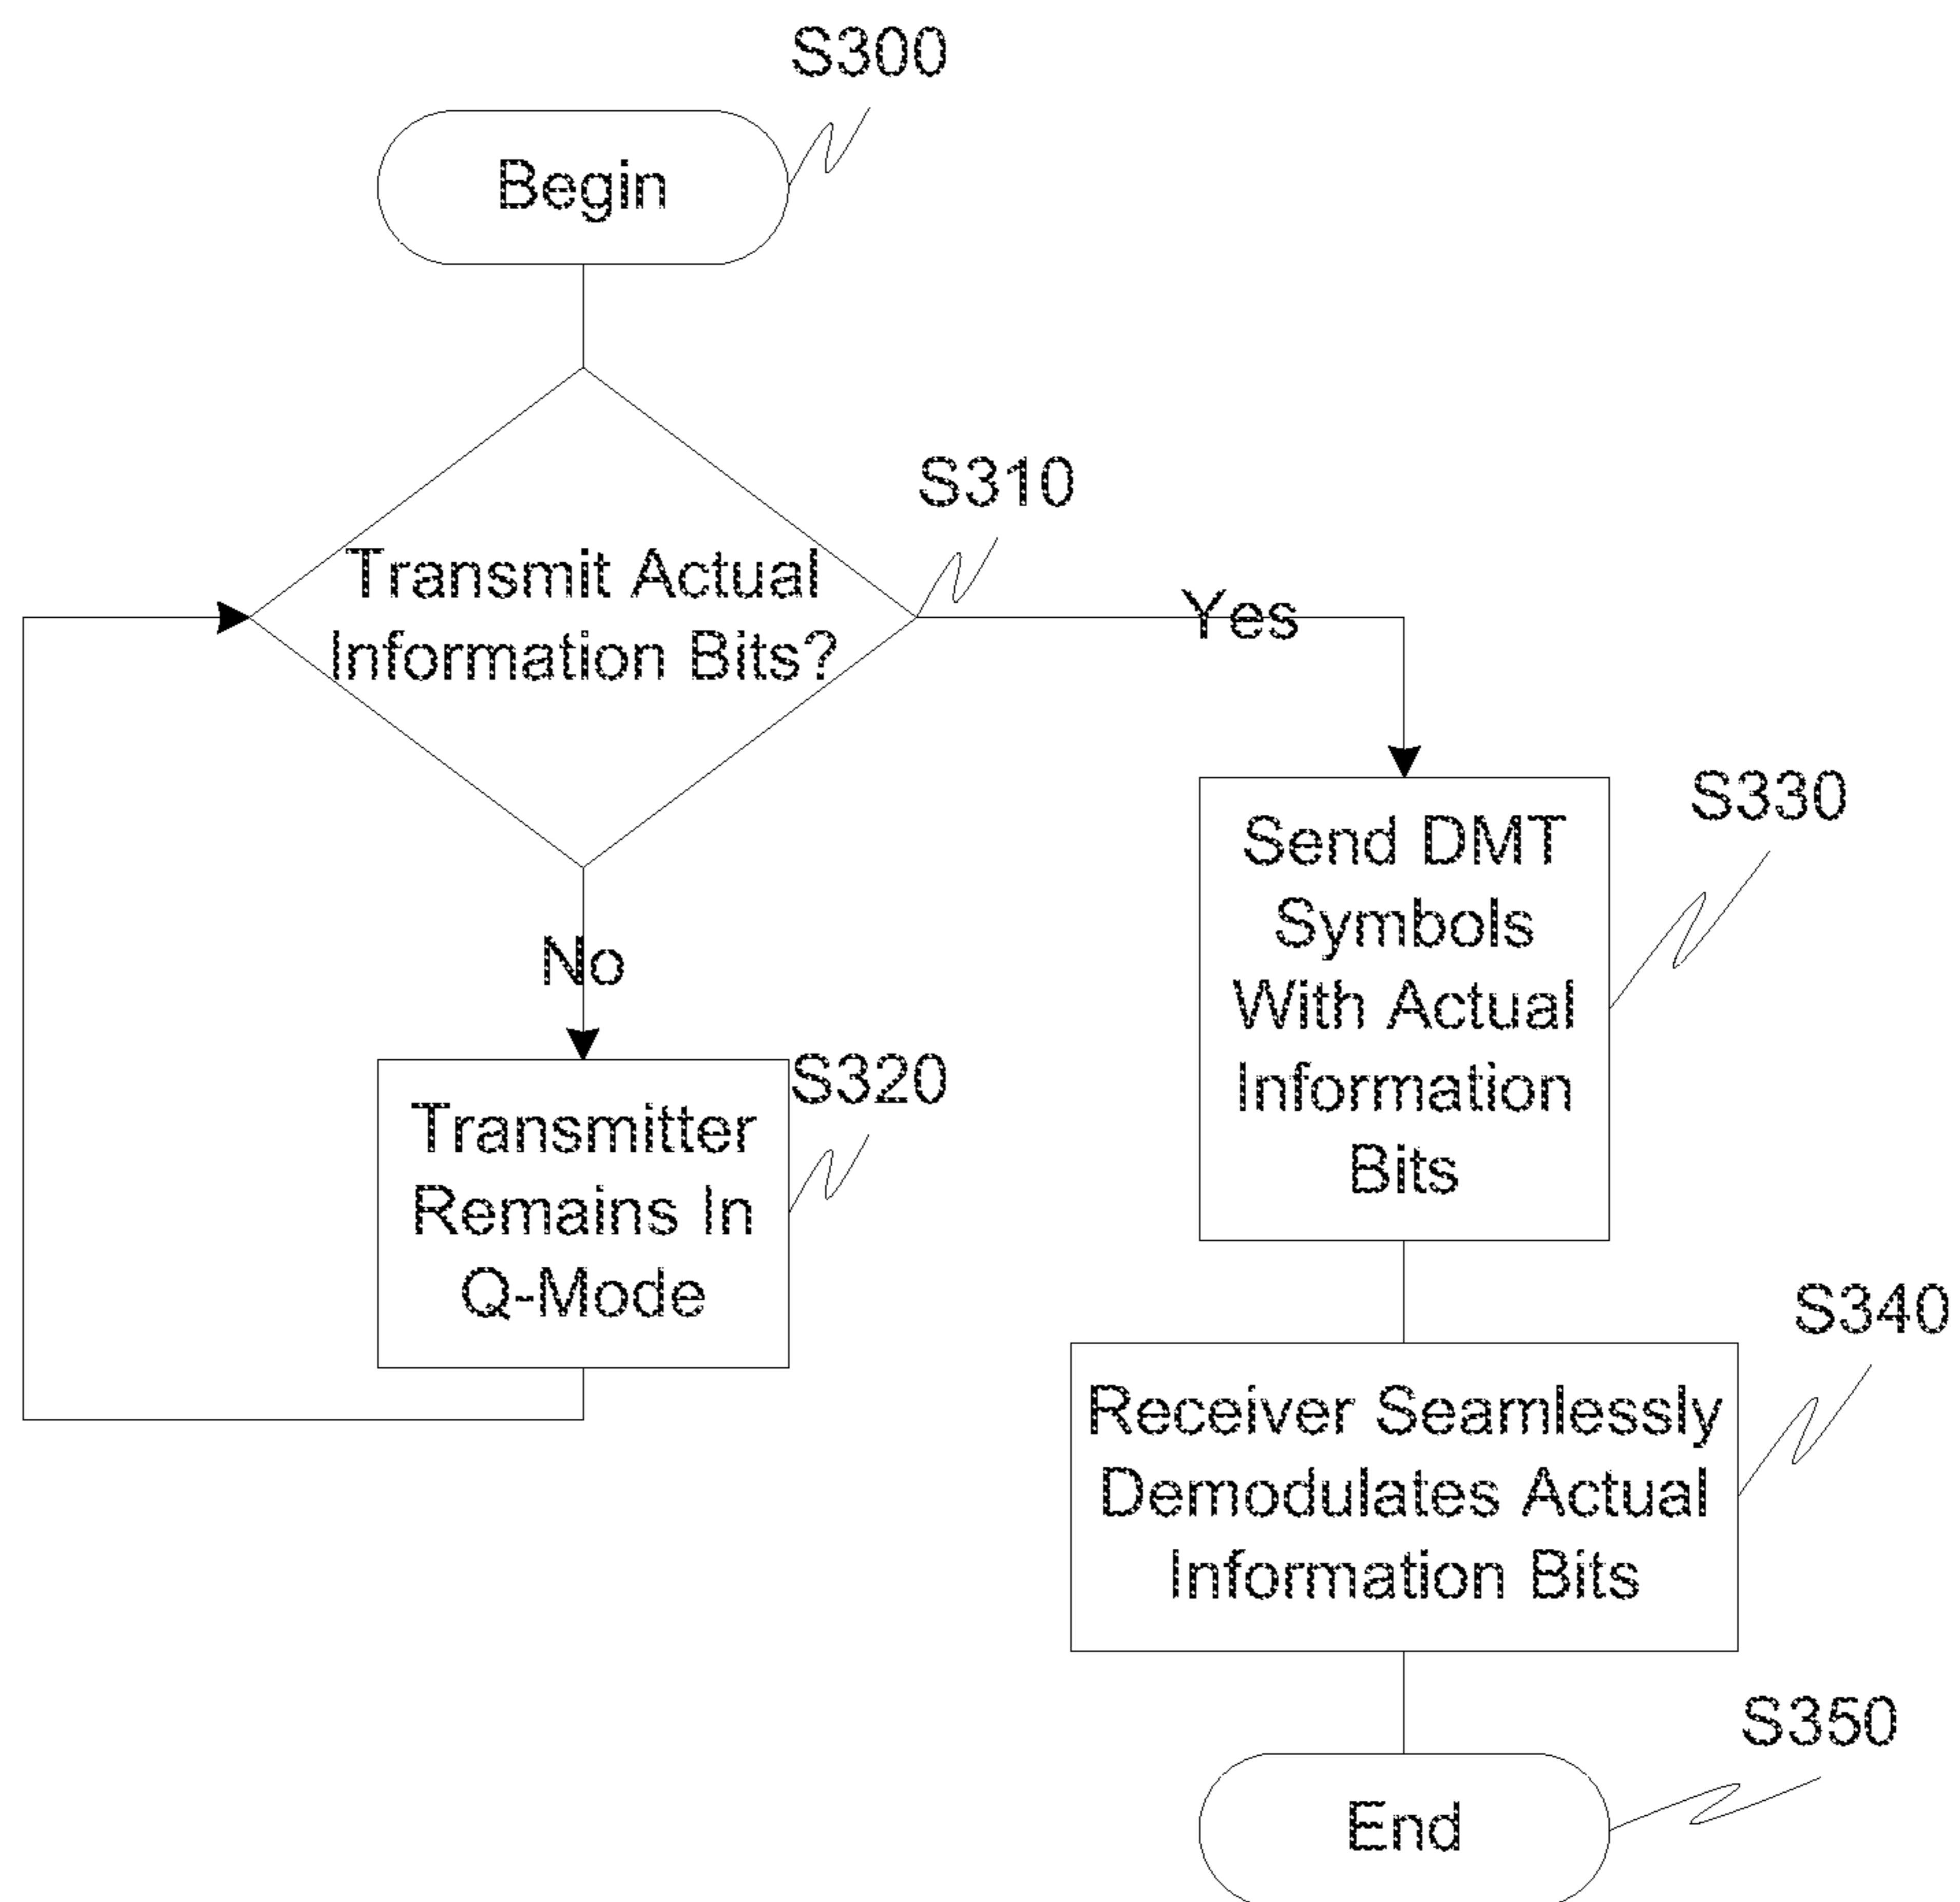 S300
Begin
S310
Transmit Actual
Information Bits?
Yes
No
S320
Transmitter
Remains In
Q-Mode
S330
Send DMT
Symbols
With Actual
Information
Bits
S340
Receiver Seamlessly
Demodulates Actual
Information Bits
S350
End